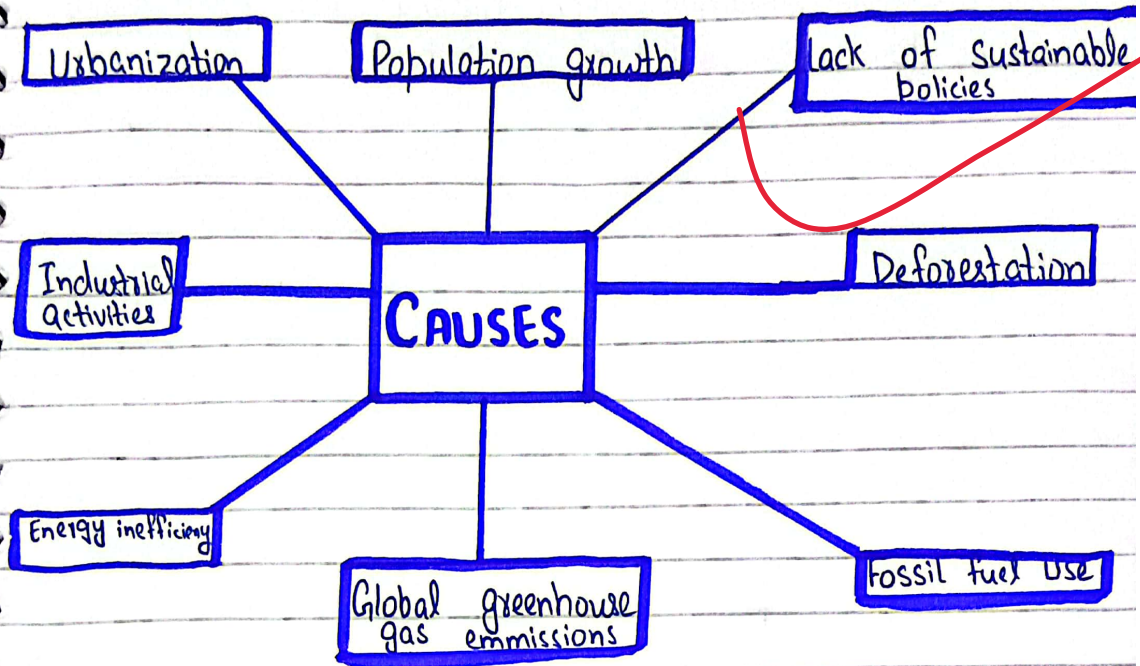 Urbanization
Population growth
Lack of sustainable
policies
Industrial
activities
CAUSES
Deforestation
Energy inefficieny
Global greenhouse
gas emmissions
Fossil fuel use